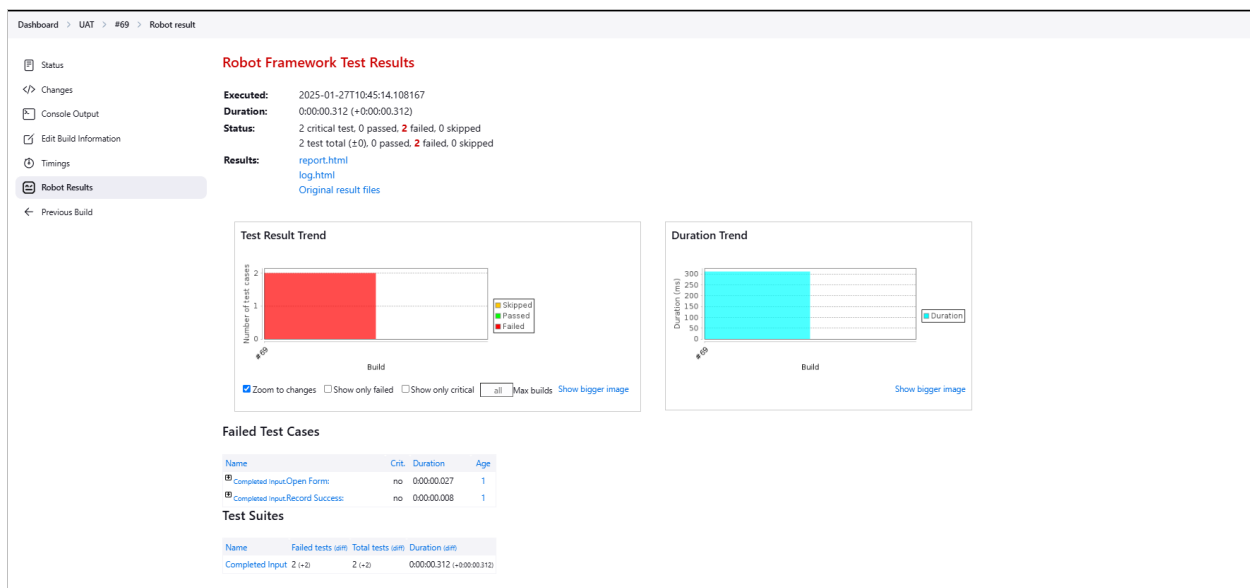 Dashboard > UAT > #69 > Robot result
Status
Changes
Console Output
Edit Build Information
Timings
Robot Results
Previous Build
Robot Framework Test Results
Executed: 2025-01-27T10:45:14.108167
Duration: 0:00:00.312 (+0:00:00.312)
Status: 2 critical test, 0 passed, 2 failed, 0 skipped
2 test total (±0), 0 passed, 2 failed, 0 skipped
Results: report.html
log.html
Original result files
Test Result Trend
Number of test cases
2
1
0
#69
Build
Skipped
Passed
Failed
Zoom to changes Show only failed Show only critical all Max builds Show bigger image
Duration Trend
Duration (ms)
300
250
200
150
100
50
0
#69
Build
Duration
Show bigger image
Failed Test Cases
Name Crit. Duration Age
Completed Input.Open Form: no 0:00:00.027 1
Completed Input.Record Success: no 0:00:00.008 1
Test Suites
Name Failed tests (diff) Total tests (diff) Duration (diff)
Completed Input 2 (+2) 2 (+2) 0:00:00.312 (+0:00:00.312)